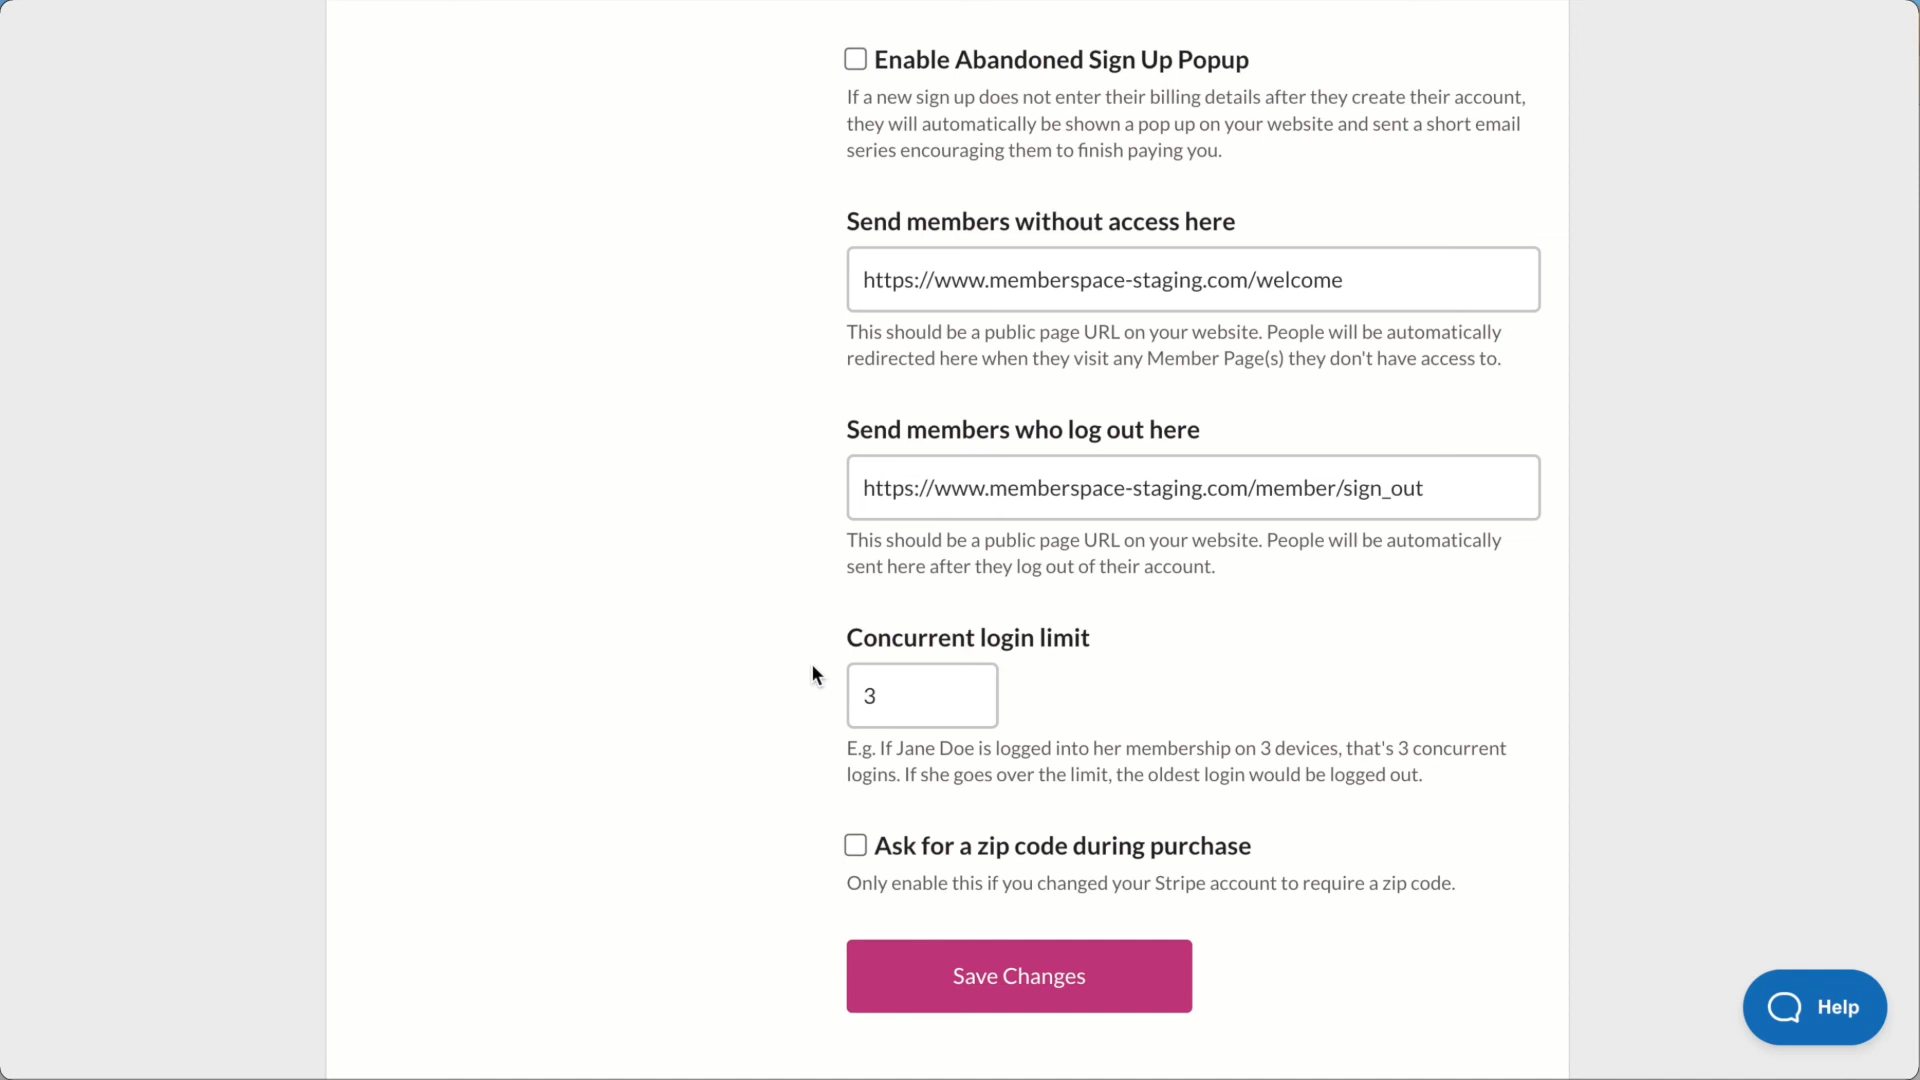 Enable Abandoned Sign Up Popup
If a new sign up does not enter their billing details after they create their account,
they will automatically be shown a pop up on your website and sent a short email
series encouraging them to finish paying you.
Send members without access here
https://www.memberspace-staging.com/welcome
This should be a public page URL on your website. People will be automatically
redirected here when they visit any Member Page(s) they don't have access to.
Send members who log out here
https://www.memberspace-staging.com/member/sign_out
This should be a public page URL on your website. People will be automatically
sent here after they log out of their account.
Concurrent login limit
3
E.g. If Jane Doe is logged into her membership on 3 devices, that's 3 concurrent
logins. If she goes over the limit, the oldest login would be logged out.
Ask for a zip code during purchase
Only enable this if you changed your Stripe account to require a zip code.
Save Changes
Help